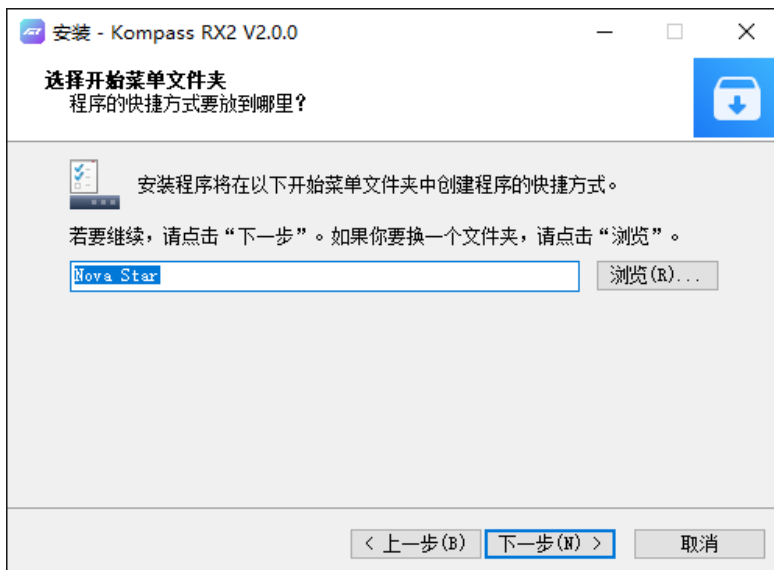 安装 - Kompass RX2 V2.0.0
选择开始菜单文件夹
程序的快捷方式要放到哪里？
安装程序将在以下开始菜单文件夹中创建程序的快捷方式。
若要继续，请点击“下一步”。如果你要换一个文件夹，请点击“浏览”。
Nova Star
浏览(R)...
< 上一步(B)
下一步(N) >
取消